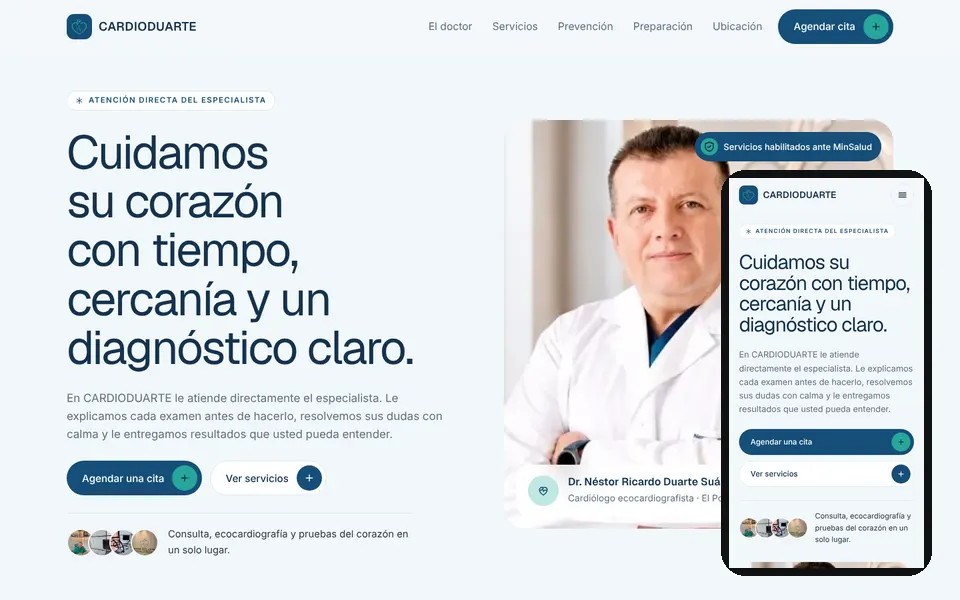 CARDIODUARTE
El doctor
Servicios
Prevención
Preparación
Ubicación
Agendar cita
ATENCIÓN DIRECTA DEL ESPECIALISTA
Cuidamos
su corazón
con tiempo,
cercanía y un
diagnóstico claro.
En CARDIODUARTE le atiende directamente el especialista. Le
explicamos cada examen antes de hacerlo, resolvemos sus dudas con
calma y le entregamos resultados que usted pueda entender.
Agendar una cita
Ver servicios
Consulta, ecocardiografía y pruebas del corazón en
un solo lugar.
Servicios habilitados ante MinSalud
Dr. Néstor Ricardo Duarte Suá
Cardiólogo ecocardiografista · El Po
CARDIODUARTE
ATENCIÓN DIRECTA DEL ESPECIALISTA
Cuidamos su
corazón con tiempo,
cercanía y un
diagnóstico claro.
En CARDIODUARTE le atiende
directamente el especialista. Le explicamos
cada examen antes de hacerlo, resolvemos
sus dudas con calma y le entregamos
resultados que usted pueda entender.
Agendar una cita
Ver servicios
Consulta, ecocardiografía y
pruebas del corazón en un
solo lugar.